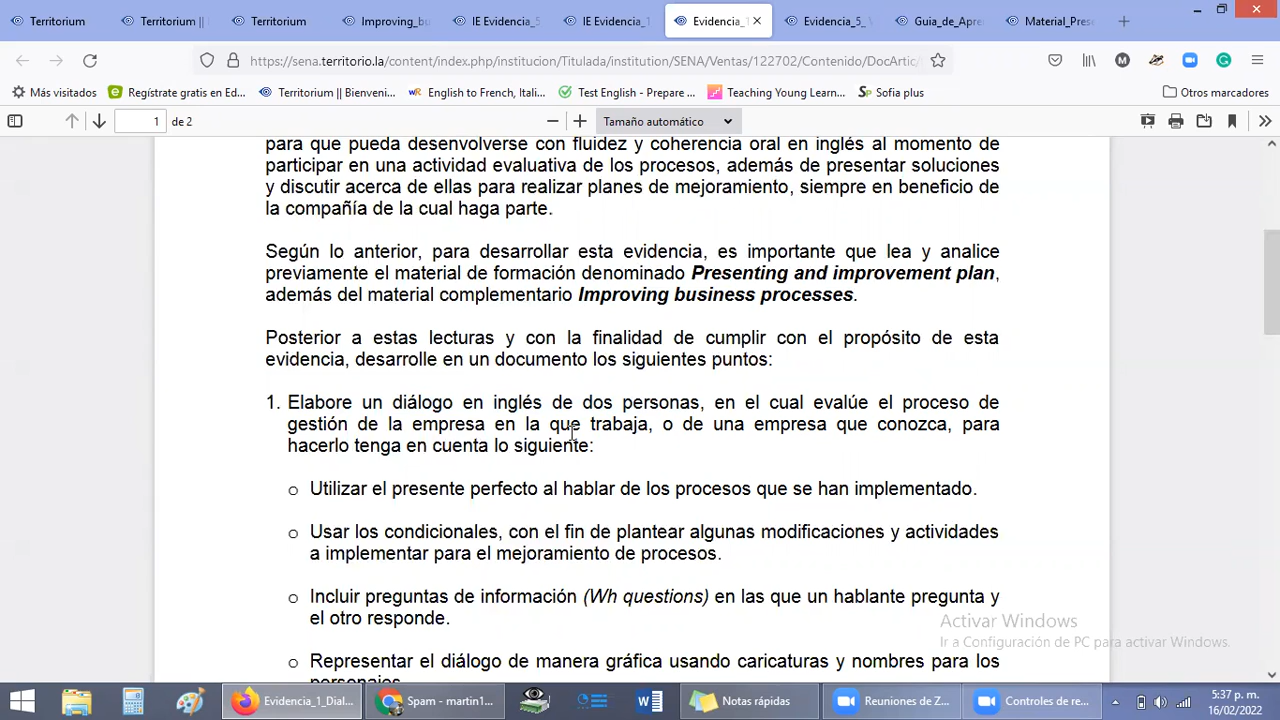 Territorium
Territorium ||
Territorium
Improving_bu
IE Evidencia_5
IE Evidencia_1
Evidencia_1
Evidencia_5_
Guia_de_Apre
Material_Pres
https://sena.territorio.la/content/index.php/institucion/Titulada/institution/SENA/Ventas/122702/Contenido/DocArtic/
Más visitados
Regístrate gratis en Ed...
Territorium || Bienveni...
English to French, Itali...
Test English - Prepare ...
Teaching Young Lear...
Sofia plus
Otros marcadores
1 de 2
Tamaño automático
para que pueda desenvolverse con fluidez y coherencia oral en inglés al momento de
participar en una actividad evaluativa de los procesos, además de presentar soluciones
y discutir acerca de ellas para realizar planes de mejoramiento, siempre en beneficio de
la compañía de la cual haga parte.
Según lo anterior, para desarrollar esta evidencia, es importante que lea y analice
previamente el material de formación denominado Presenting and improvement plan,
además del material complementario Improving business processes.
Posterior a estas lecturas y con la finalidad de cumplir con el propósito de esta
evidencia, desarrolle en un documento los siguientes puntos:
1. Elabore un diálogo en inglés de dos personas, en el cual evalúe el proceso de
gestión de la empresa en la que trabaja, o de una empresa que conozca, para
hacerlo tenga en cuenta lo siguiente:
o Utilizar el presente perfecto al hablar de los procesos que se han implementado.
o Usar los condicionales, con el fin de plantear algunas modificaciones y actividades
a implementar para el mejoramiento de procesos.
o Incluir preguntas de información (Wh questions) en las que un hablante pregunta y
el otro responde.
o Representar el diálogo de manera gráfica usando caricaturas y nombres para los
personajes.
Activar Windows
Ir a Configuración de PC para activar Windows.
Evidencia_1_Dial...
Spam - martin1...
Notas rápidas
Reuniones de Z...
Controles de re...
5:37 p. m.
16/02/2022